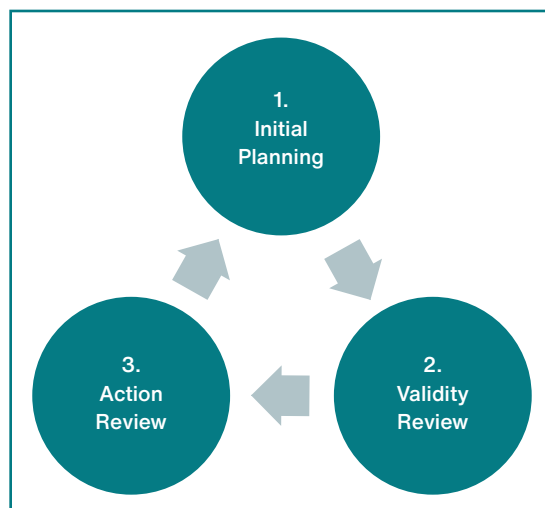 1.
Initial
Planning
2.
Validity
Review
3.
Action
Review